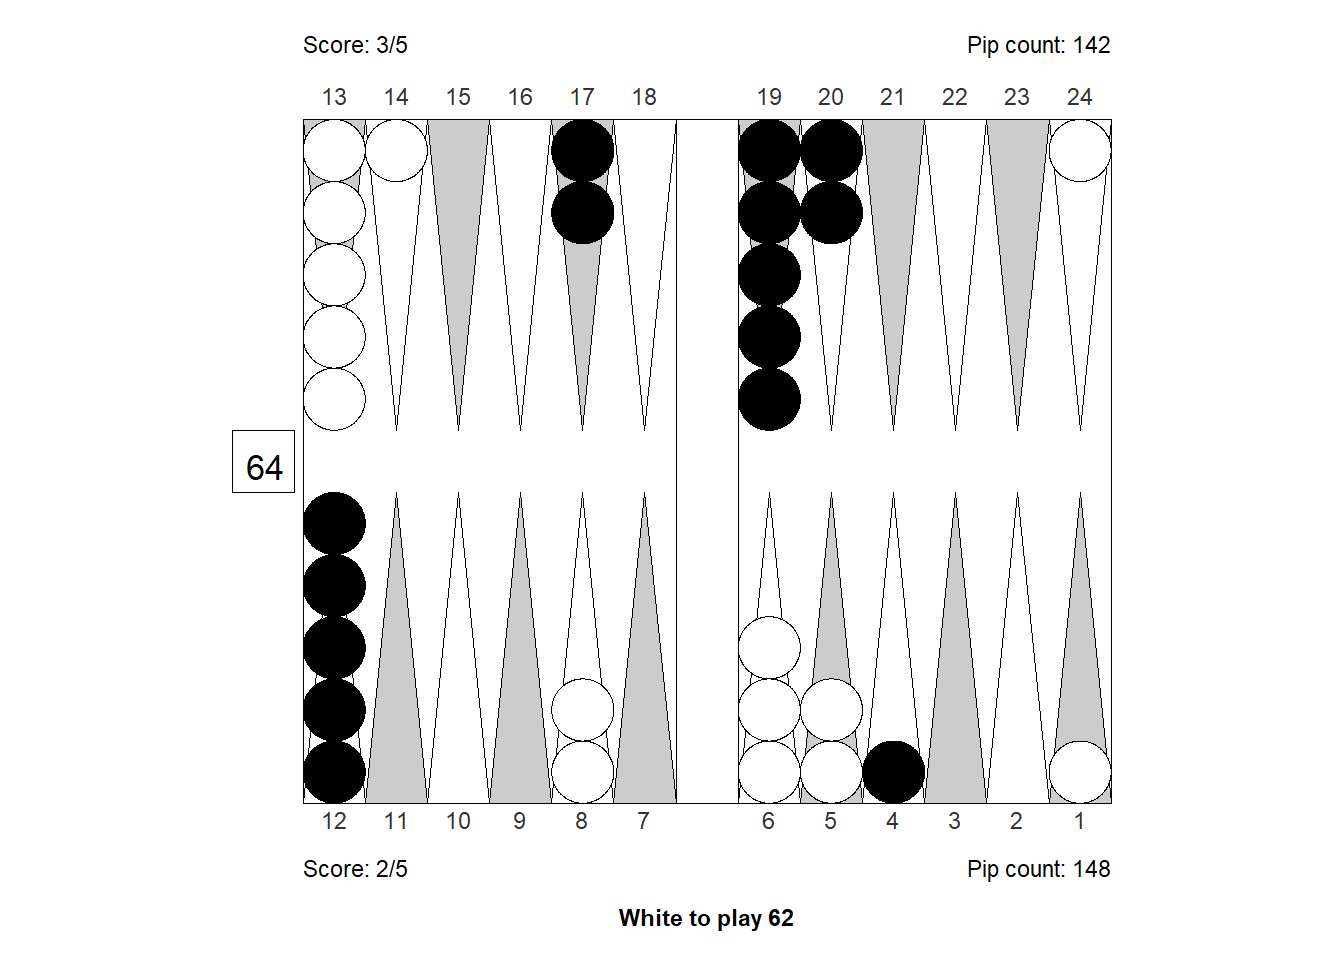 Score: 3/5 Pip count: 142
13 14 15 16 17 18 19 20 21 22 23 24
64
12 11 10 9 8 7 6 5 4 3 2 1
Score: 2/5 Pip count: 148
White to play 62